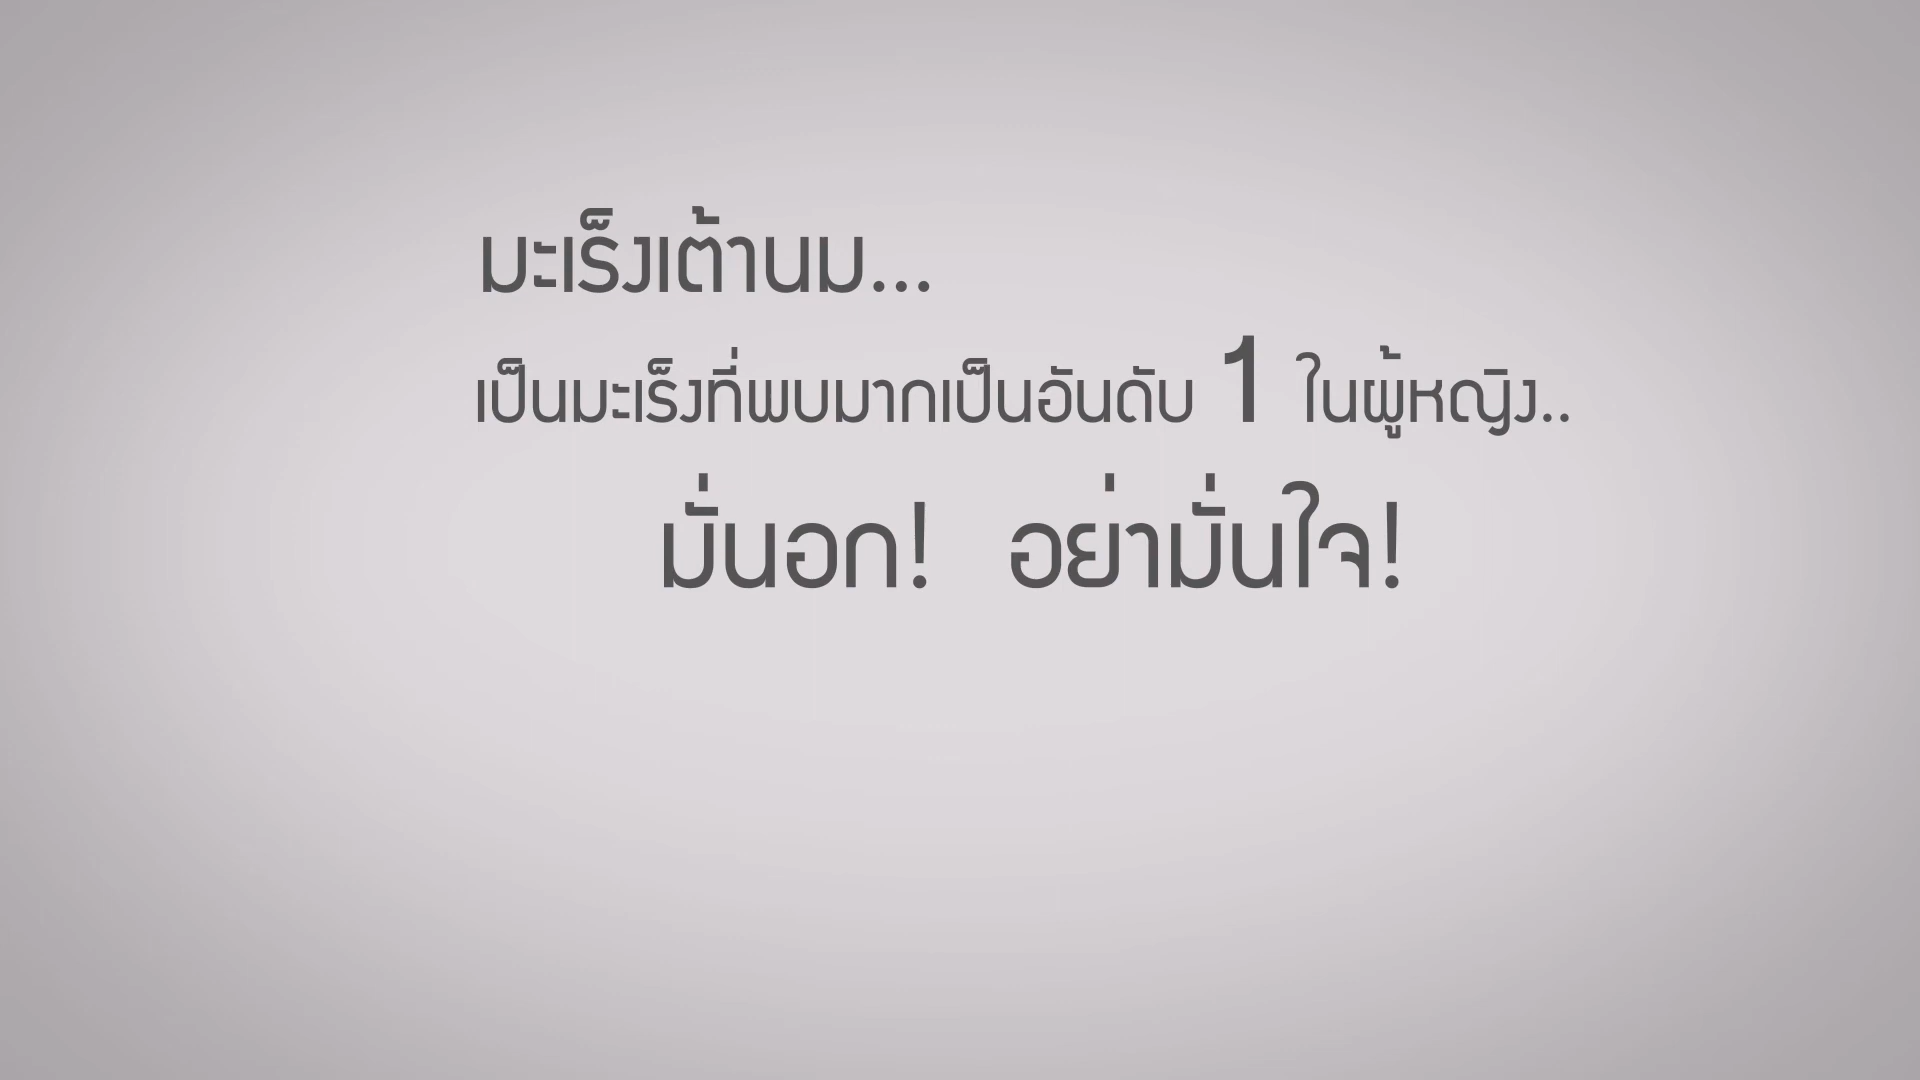 มะเร็งเต้านม...
เป็นมะเร็งที่พบมากเป็นอันดับ 1 ในผู้หญิง..
มั่นอก! อย่ามั่นใจ!